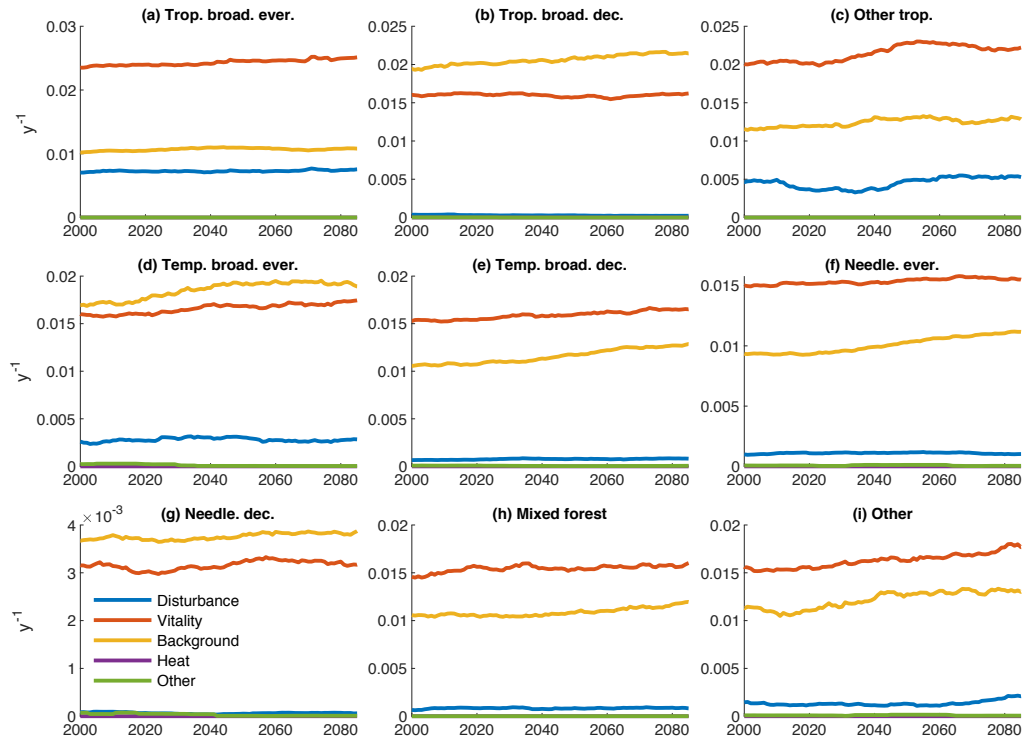 (a) Trop. broad. ever.
(b) Trop. broad. dec.
(c) Other trop.
0.03
0.02
0.01
0
y⁻¹
2000 2020 2040 2060 2080
0.025
0.02
0.015
0.01
0.005
0
2000 2020 2040 2060 2080
0.025
0.02
0.015
0.01
0.005
0
2000 2020 2040 2060 2080
(d) Temp. broad. ever.
(e) Temp. broad. dec.
(f) Needle. ever.
0.02
0.015
0.01
0.005
0
y⁻¹
2000 2020 2040 2060 2080
0.02
0.015
0.01
0.005
0
2000 2020 2040 2060 2080
0.015
0.01
0.005
0
2000 2020 2040 2060 2080
(g) Needle. dec.
(h) Mixed forest
(i) Other
× 10⁻³
4
3
2
1
0
y⁻¹
Disturbance
Vitality
Background
Heat
Other
2000 2020 2040 2060 2080
0.02
0.015
0.01
0.005
0
2000 2020 2040 2060 2080
0.02
0.015
0.01
0.005
0
2000 2020 2040 2060 2080